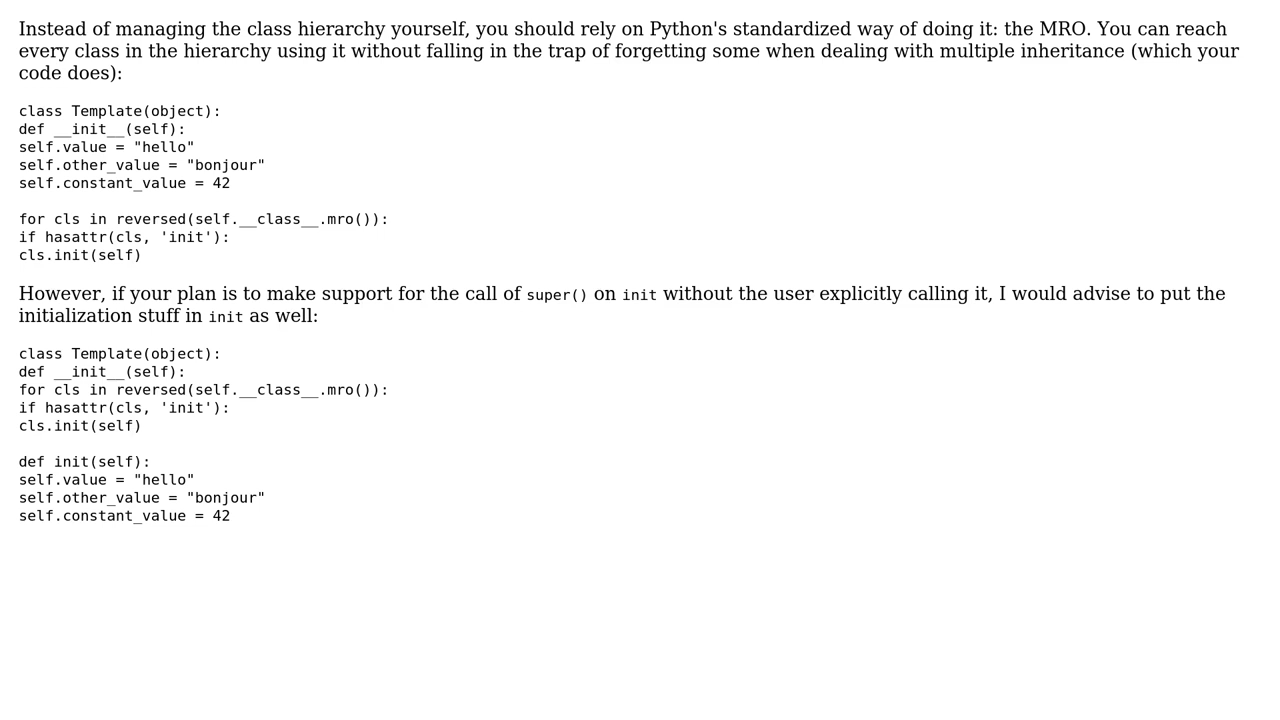 Instead of managing the class hierarchy yourself, you should rely on Python's standardized way of doing it: the MRO. You can reach
every class in the hierarchy using it without falling in the trap of forgetting some when dealing with multiple inheritance (which your
code does):
class Template(object):
def __init__(self):
self.value = "hello"
self.other_value = "bonjour"
self.constant_value = 42
for cls in reversed(self.__class__.mro()):
if hasattr(cls, 'init'):
cls.init(self)
However, if your plan is to make support for the call of super() on init without the user explicitly calling it, I would advise to put the
initialization stuff in init as well:
class Template(object):
def __init__(self):
for cls in reversed(self.__class__.mro()):
if hasattr(cls, 'init'):
cls.init(self)
def init(self):
self.value = "hello"
self.other_value = "bonjour"
self.constant_value = 42